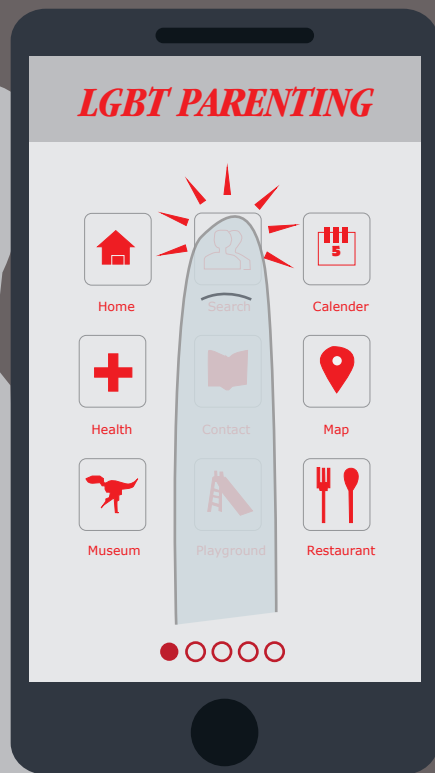 LGBT PARENTING
5
Home Search Calender
Health Contact Map
Museum Playground Restaurant